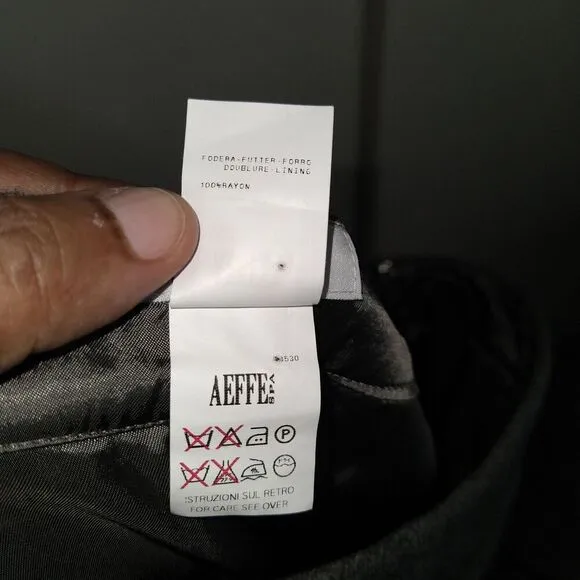 FODERA-FUTTER-FORRO
DOUBLURE-LINING
100%RAYON
AEFFE SPA
P
ISTRUZIONI SUL RETRO
FOR CARE SEE OVER